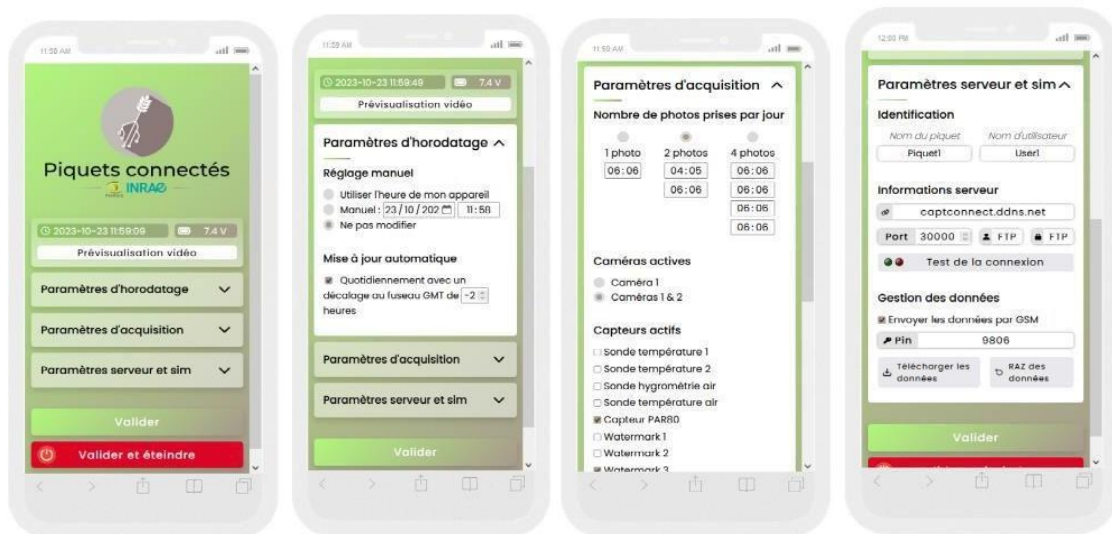 11:59 AM
Piquets connectés
INRAE
2023-10-23 11:59:09 7.4 V
Prévisualisation vidéo
Paramètres d'horodatage
Paramètres d'acquisition
Paramètres serveur et sim
Valider
Valider et éteindre
11:59 AM
2023-10-23 11:59:49 7.4 V
Prévisualisation vidéo
Paramètres d'horodatage
Réglage manuel
Utiliser l'heure de mon appareil
Manuel : 23/10/202 11:58
Ne pas modifier
Mise à jour automatique
Quotidiennement avec un
décalage au fuseau GMT de -2
heures
Paramètres d'acquisition
Paramètres serveur et sim
Valider
11:59 AM
Paramètres d'acquisition
Nombre de photos prises par jour
1 photo 2 photos 4 photos
06:06 04:05 06:06
06:06 06:06
06:06
06:06
Caméras actives
Caméra 1
Caméras 1 & 2
Capteurs actifs
Sonde température 1
Sonde température 2
Sonde hygrométrie air
Sonde température air
Capteur PAR80
Watermark 1
Watermark 2
Watermark 3
12:00 PM
Paramètres serveur et sim
Identification
Nom du piquet Nom d'utilisateur
Piquet1 User1
Informations serveur
captconnect.ddns.net
Port 30000 FTP FTP
Test de la connexion
Gestion des données
Envoyer les données par GSM
Pin 9806
Télécharger les
données
RAZ des
données
Valider